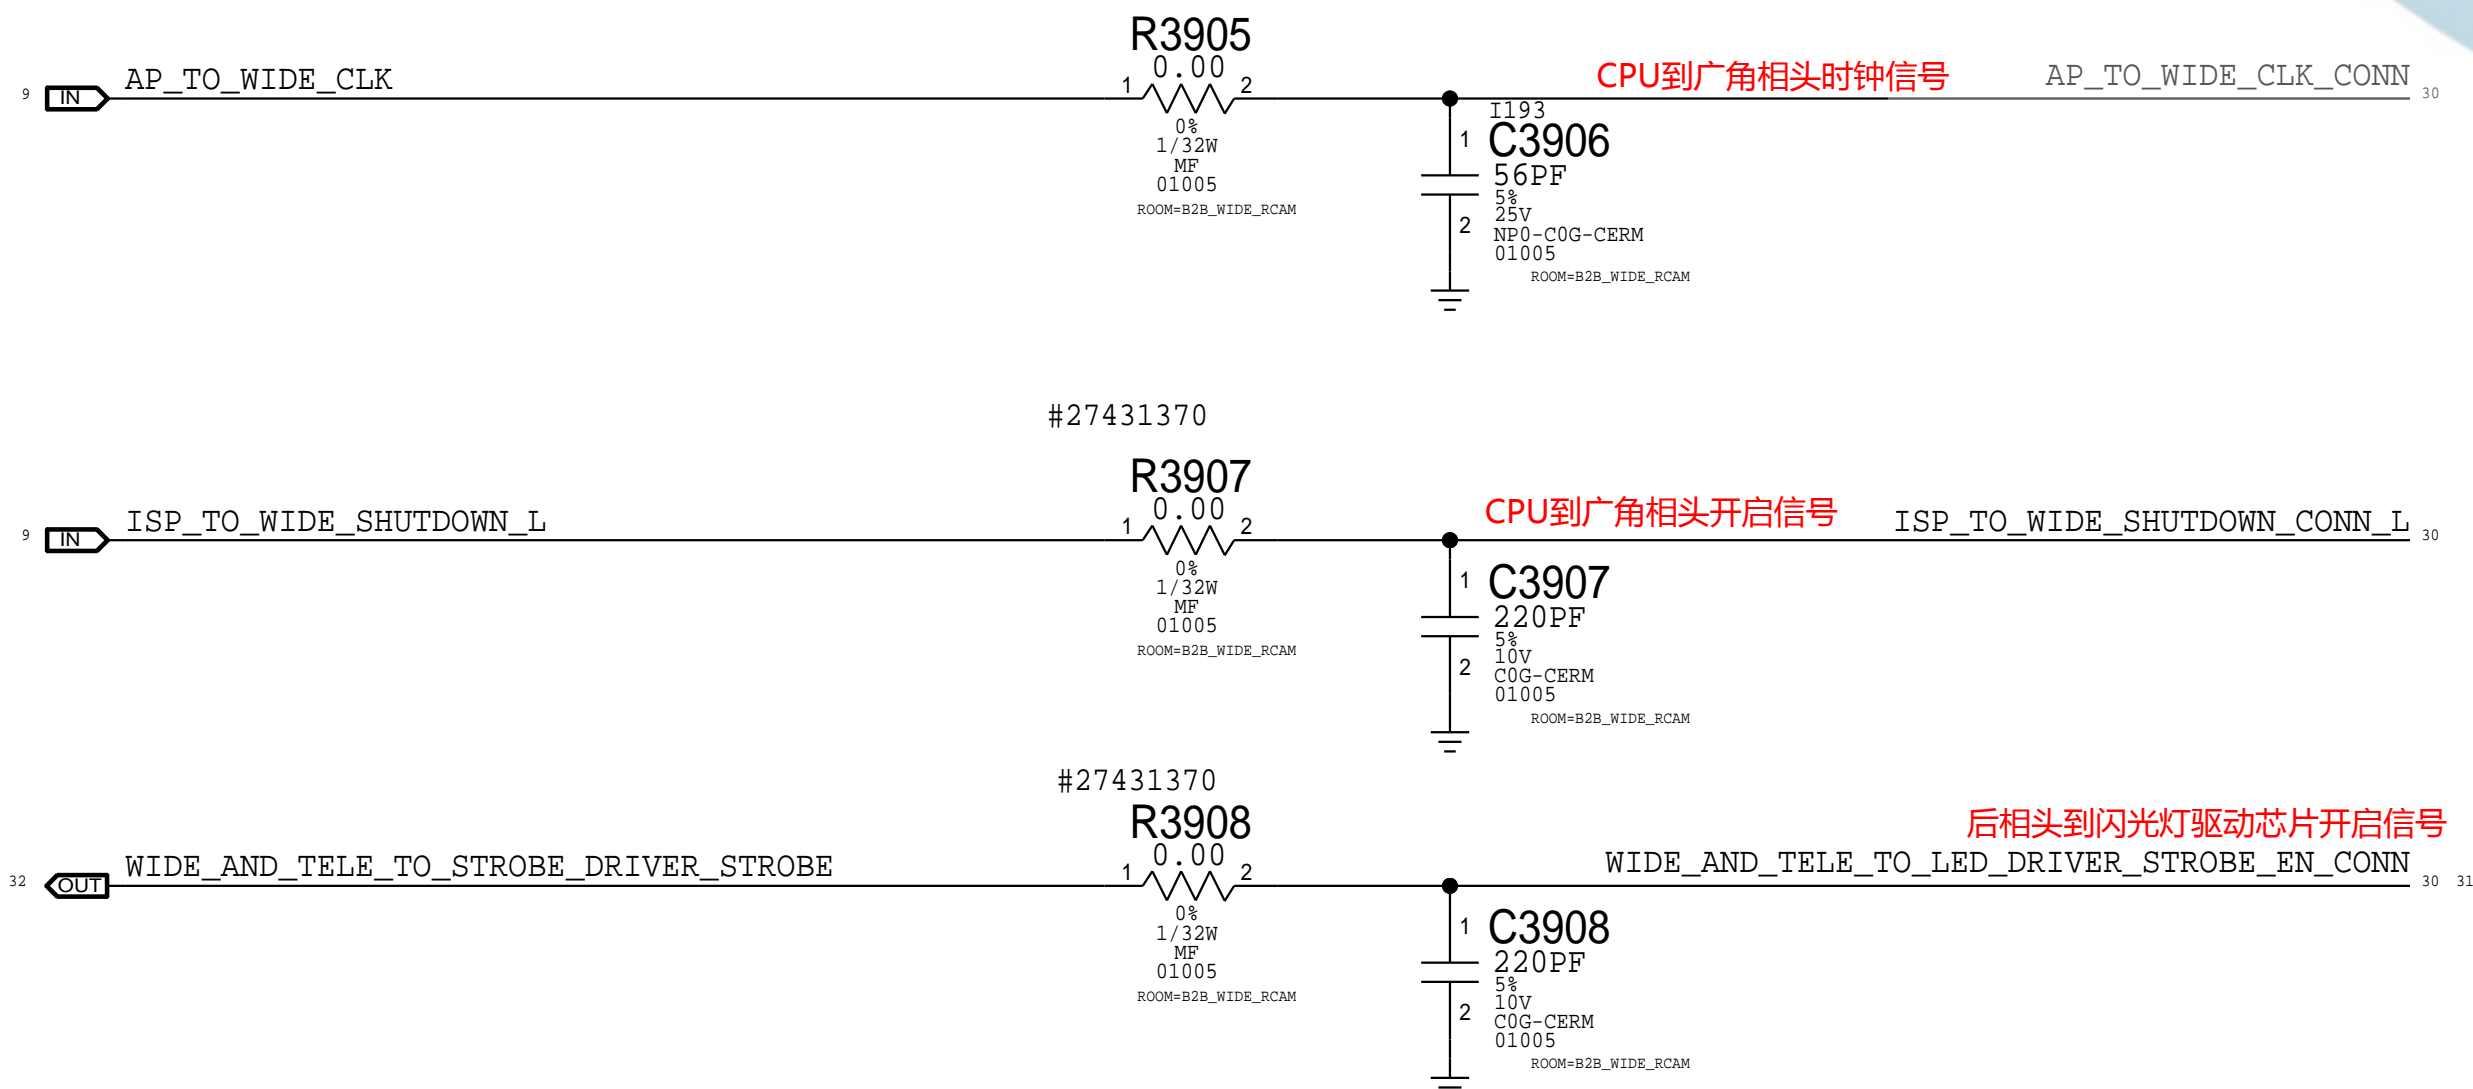 R3905
0.00
AP_TO_WIDE_CLK
CPU到广角相头时钟信号
AP_TO_WIDE_CLK_CONN
9
IN
1
2
30
0%
1/32W
MF
01005
ROOM=B2B_WIDE_RCAM
I193
1
C3906
56PF
5%
25V
2
NP0-C0G-CERM
01005
ROOM=B2B_WIDE_RCAM
#27431370
R3907
0.00
ISP_TO_WIDE_SHUTDOWN_L
CPU到广角相头开启信号
ISP_TO_WIDE_SHUTDOWN_CONN_L
9
IN
1
2
30
0%
1/32W
MF
01005
ROOM=B2B_WIDE_RCAM
1
C3907
220PF
5%
10V
2
C0G-CERM
01005
ROOM=B2B_WIDE_RCAM
#27431370
R3908
0.00
后相头到闪光灯驱动芯片开启信号
WIDE_AND_TELE_TO_STROBE_DRIVER_STROBE
WIDE_AND_TELE_TO_LED_DRIVER_STROBE_EN_CONN
32
OUT
1
2
30 31
0%
1/32W
MF
01005
ROOM=B2B_WIDE_RCAM
1
C3908
220PF
5%
10V
2
C0G-CERM
01005
ROOM=B2B_WIDE_RCAM